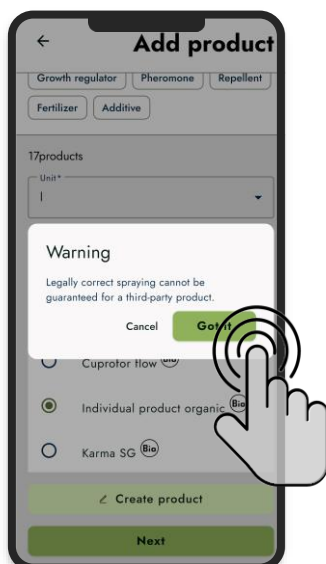 Add product
Growth regulator Pheromone Repellent
Fertilizer Additive
17products
Unit*
l
Warning
Legally correct spraying cannot be
guaranteed for a third-party product.
Cancel Got it
Cuprofor flow Bio
Individual product organic Bio
Karma SG Bio
Create product
Next